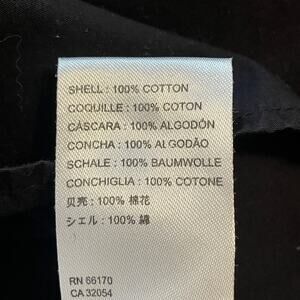 SHELL : 100% COTTON
COQUILLE : 100% COTON
CÁSCARA : 100% ALGODÓN
CONCHA : 100% ALGODÃO
SCHALE : 100% BAUMWOLLE
CONCHIGLIA : 100% COTONE
贝壳 : 100% 棉花
シェル : 100% 綿
RN 66170
CA 32054